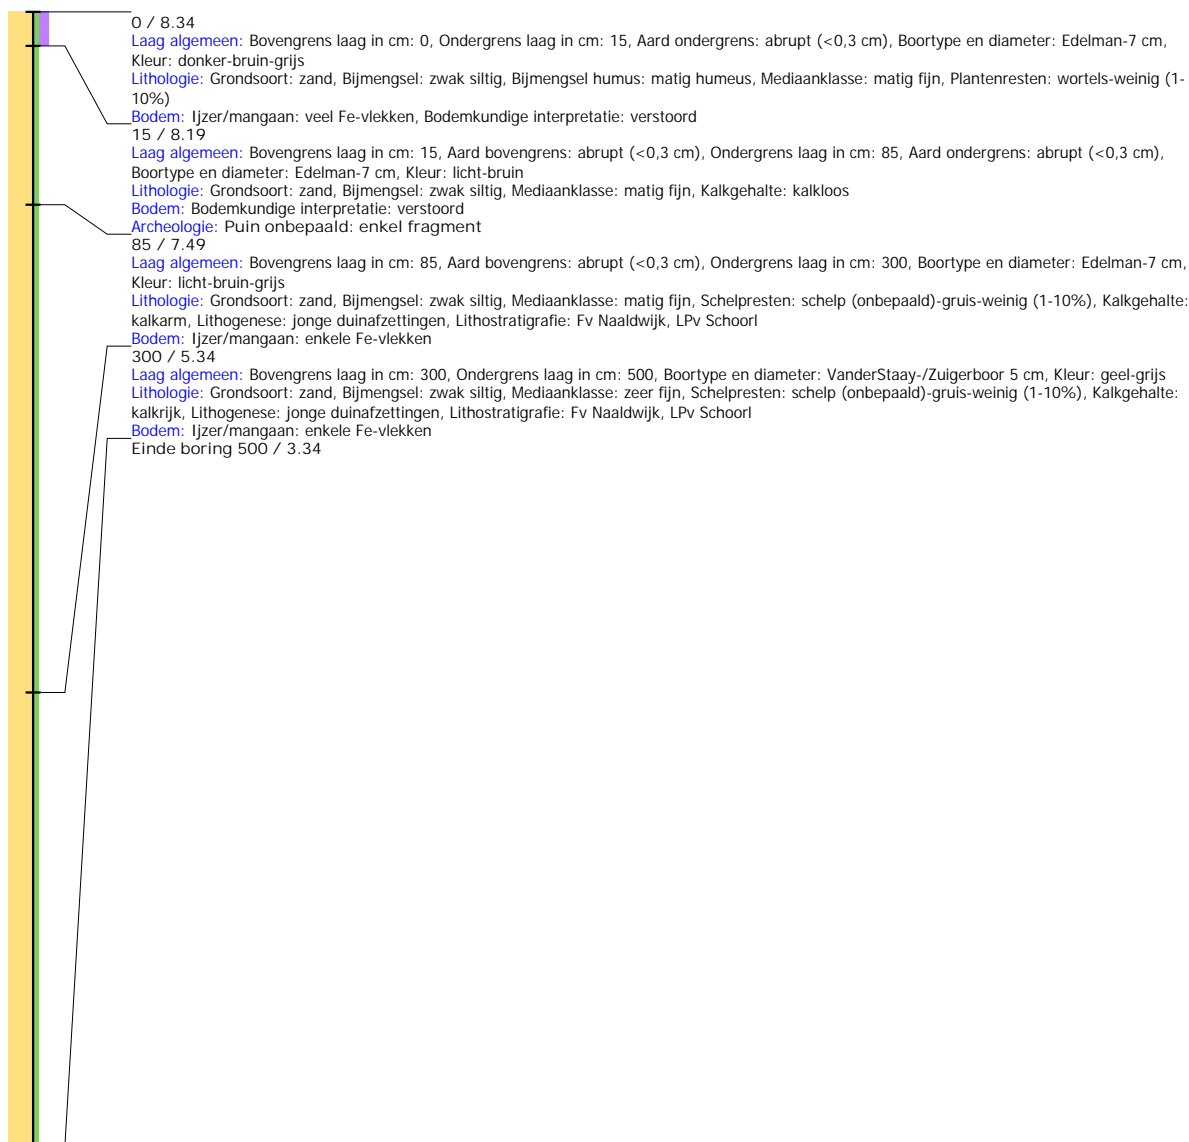 0 / 8.34
Laag algemeen: Bovengrens laag in cm: 0, Ondergrens laag in cm: 15, Aard ondergrens: abrupt (<0,3 cm), Boortype en diameter: Edelman-7 cm,
Kleur: donker-bruin-grijs
Lithologie: Grondsoort: zand, Bijmengsel: zwak siltig, Bijmengsel humus: matig humeus, Mediaanklasse: matig fijn, Plantenresten: wortels-weinig (1-
10%)
Bodem: Ijzer/mangaan: veel Fe-vlekken, Bodemkundige interpretatie: verstoord
15 / 8.19
Laag algemeen: Bovengrens laag in cm: 15, Aard bovengrens: abrupt (<0,3 cm), Ondergrens laag in cm: 85, Aard ondergrens: abrupt (<0,3 cm),
Boortype en diameter: Edelman-7 cm, Kleur: licht-bruin
Lithologie: Grondsoort: zand, Bijmengsel: zwak siltig, Mediaanklasse: matig fijn, Kalkgehalte: kalkloos
Bodem: Bodemkundige interpretatie: verstoord
Archeologie: Puin onbepaald: enkel fragment
85 / 7.49
Laag algemeen: Bovengrens laag in cm: 85, Aard bovengrens: abrupt (<0,3 cm), Ondergrens laag in cm: 300, Boortype en diameter: Edelman-7 cm,
Kleur: licht-bruin-grijs
Lithologie: Grondsoort: zand, Bijmengsel: zwak siltig, Mediaanklasse: matig fijn, Schelpresten: schelp (onbepaald)-gruis-weinig (1-10%), Kalkgehalte:
kalkarm, Lithogenese: jonge duinafzettingen, Lithostratigrafie: Fv Naaldwijk, LPv Schoorl
Bodem: Ijzer/mangaan: enkele Fe-vlekken
300 / 5.34
Laag algemeen: Bovengrens laag in cm: 300, Ondergrens laag in cm: 500, Boortype en diameter: VanderStaay-/Zuigerboor 5 cm, Kleur: geel-grijs
Lithologie: Grondsoort: zand, Bijmengsel: zwak siltig, Mediaanklasse: zeer fijn, Schelpresten: schelp (onbepaald)-gruis-weinig (1-10%), Kalkgehalte:
kalkrijk, Lithogenese: jonge duinafzettingen, Lithostratigrafie: Fv Naaldwijk, LPv Schoorl
Bodem: Ijzer/mangaan: enkele Fe-vlekken
Einde boring 500 / 3.34